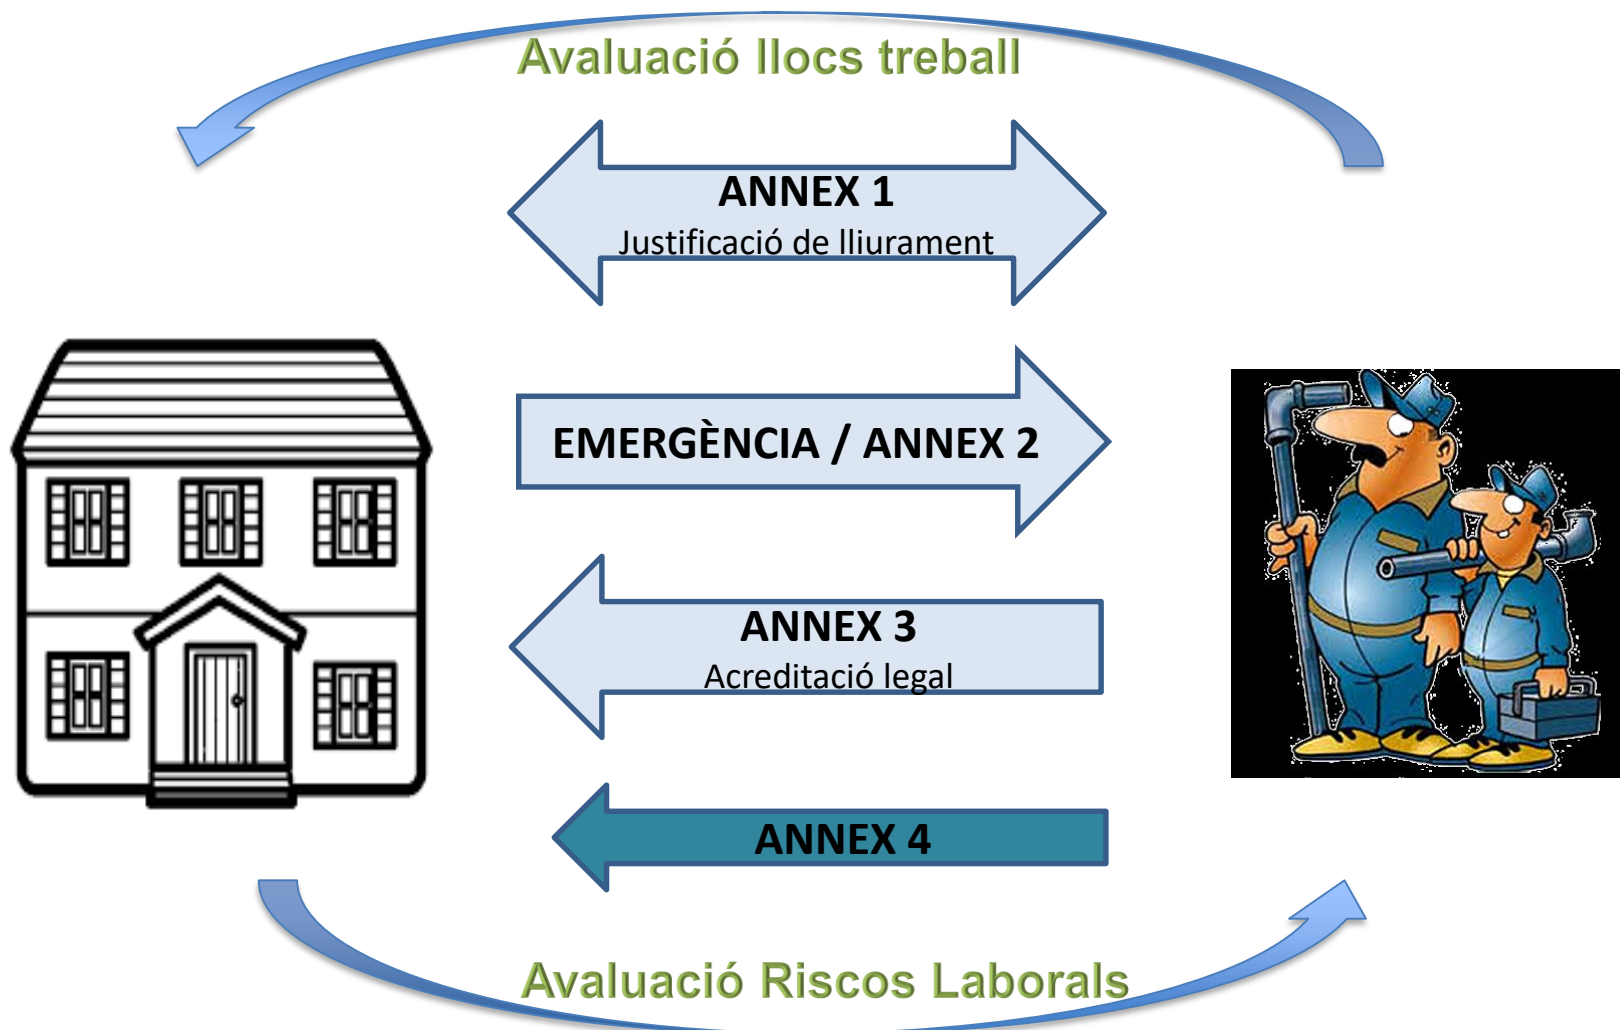 Avaluació llocs treball
ANNEX 1
Justificació de lliurament
EMERGÈNCIA / ANNEX 2
ANNEX 3
Acreditació legal
ANNEX 4
Avaluació Riscos Laborals